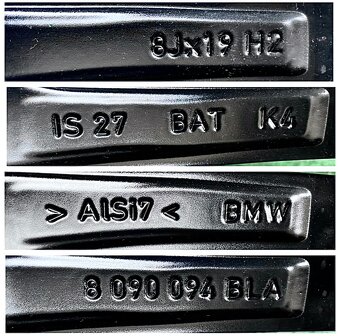 8Jx19 H2
IS 27 BAT K4
> AlSi7 < BMW
8 090 094 BLA